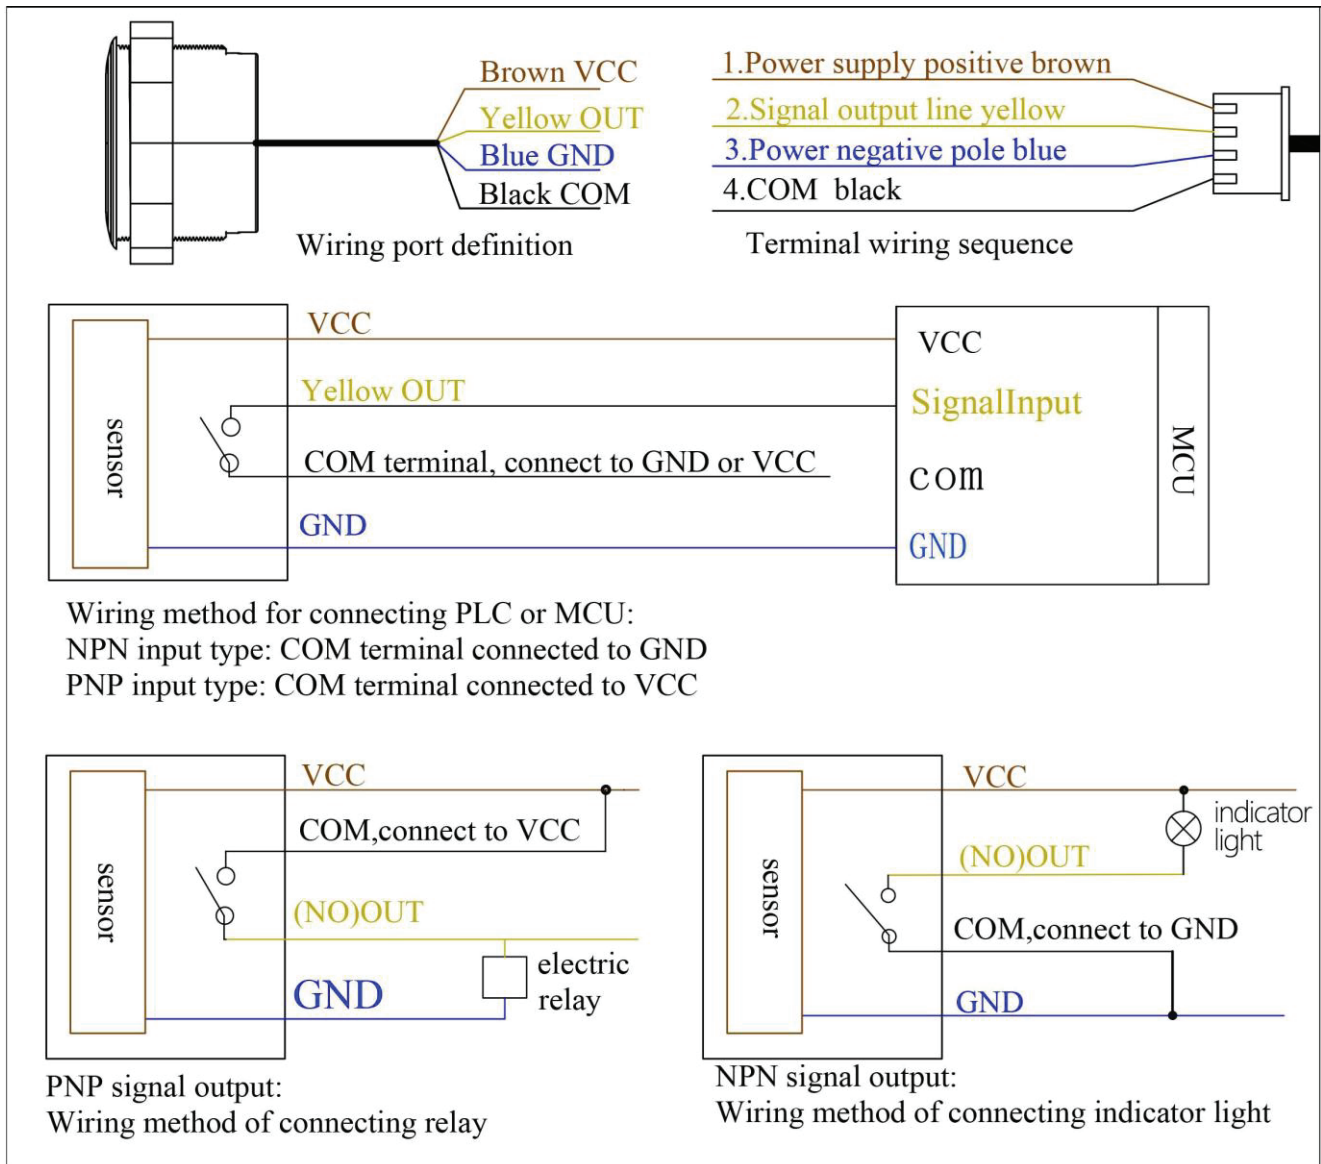 Brown VCC
Yellow OUT
Blue GND
Black COM
Wiring port definition
1.Power supply positive brown
2.Signal output line yellow
3.Power negative pole blue
4.COM black
Terminal wiring sequence
sensor
VCC
Yellow OUT
COM terminal, connect to GND or VCC
GND
VCC
SignalInput
com
GND
MCU
Wiring method for connecting PLC or MCU:
NPN input type: COM terminal connected to GND
PNP input type: COM terminal connected to VCC
sensor
VCC
COM,connect to VCC
(NO)OUT
GND
electric
relay
PNP signal output:
Wiring method of connecting relay
sensor
VCC
indicator
light
(NO)OUT
COM,connect to GND
GND
NPN signal output:
Wiring method of connecting indicator light